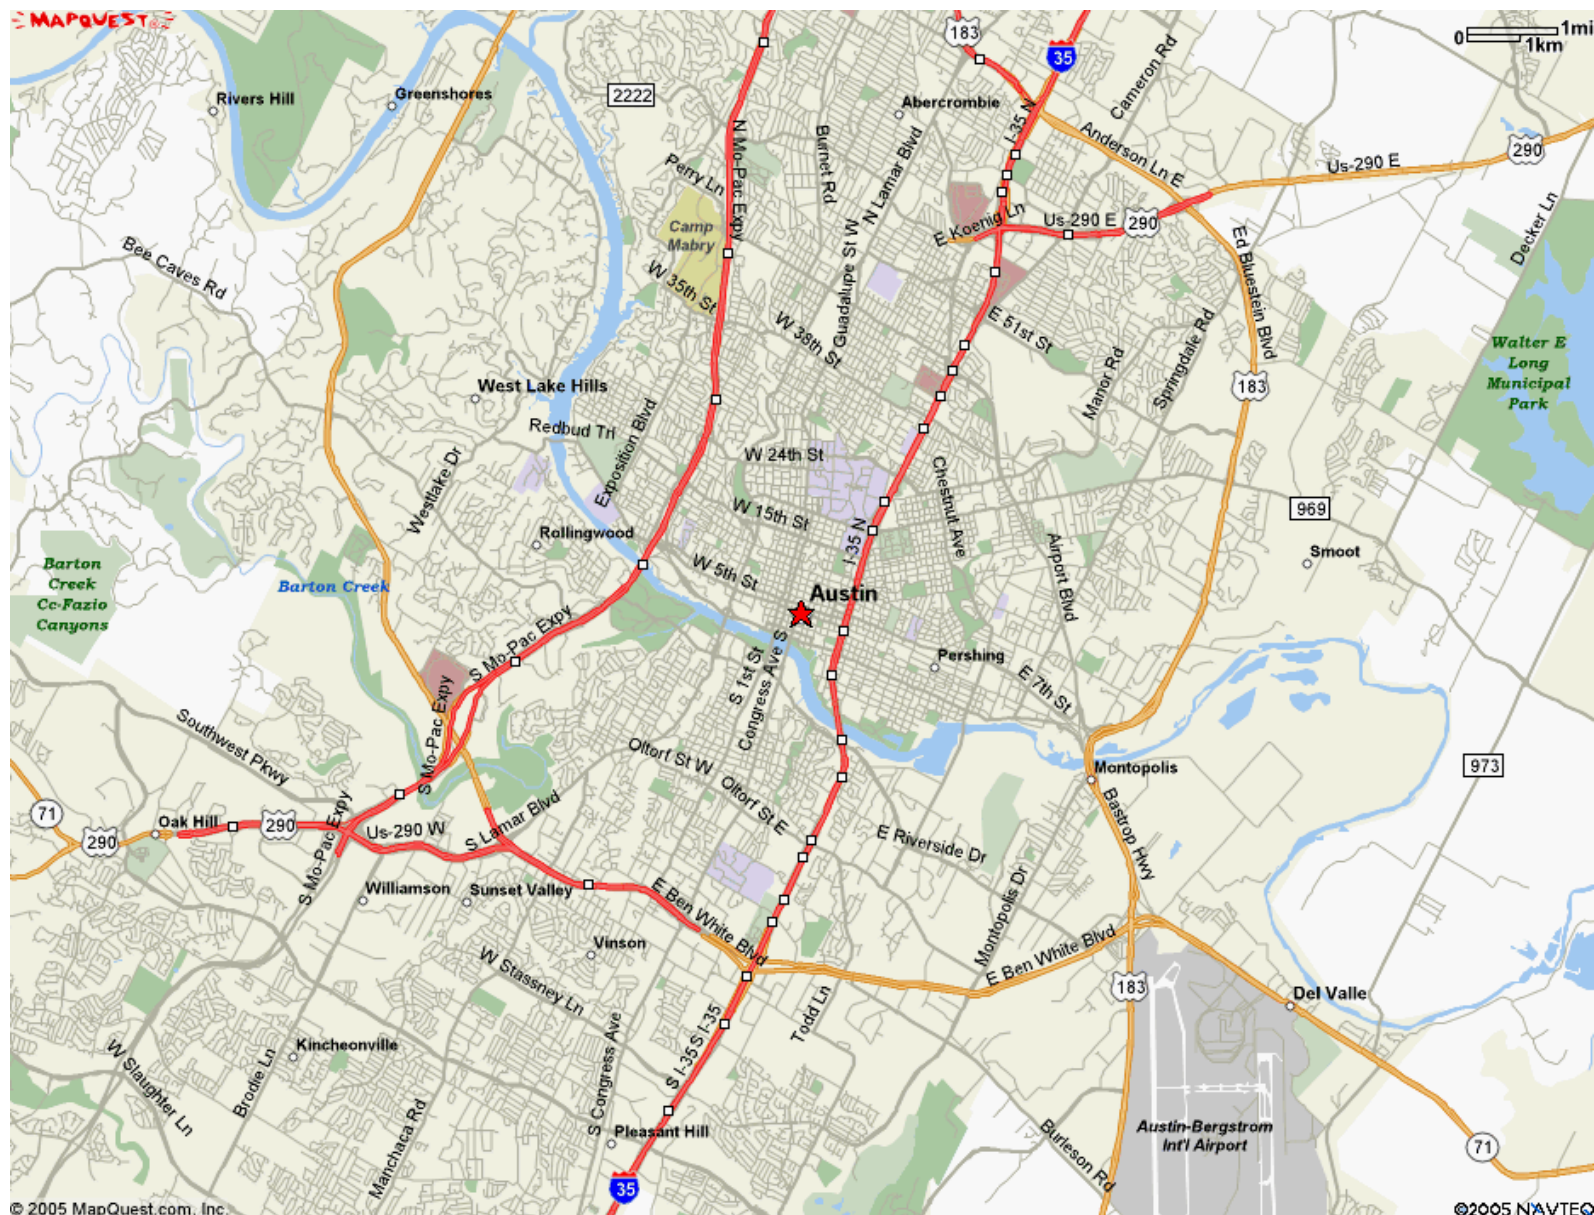 MAPQUEST
183
35
0
1mi
1km
Cameron Rd
Rivers Hill
Greenshores
2222
Abercrombie
I-35 N
N Mo-Pac Expy
Burnet Rd
N Lamar Blvd
Anderson Ln E
Us-290 E
290
Perry Ln
Camp
Mabry
E Koenig Ln
Us-290 E
290
Decker Ln
Bee Caves Rd
W 35th St
Guadalupe St W
Ed Bluestein Blvd
W 38th St
E 51st St
Manor Rd
Springdale Rd
Walter E
Long
Municipal
Park
183
West Lake Hills
Redbud Trl
Exposition Blvd
W 24th St
Westlake Dr
Chestnut Ave
W 15th St
969
Rollingwood
I-35 N
Airport Blvd
Smoot
Barton
Creek
Cc-Fazio
Canyons
Barton Creek
W 5th St
Austin
S Mo-Pac Expy
S 1st St
Congress Ave S
Pershing
E 7th St
Southwest Pkwy
S Mo-Pac Expy
Oltorf St W
Oltorf St E
Montopolis
973
71
290
Oak Hill
290
Us-290 W
S Lamar Blvd
E Riverside Dr
Bastrop Hwy
S Mo-Pac Expy
Williamson
Sunset Valley
E Ben White Blvd
Montopolis Dr
E Ben White Blvd
Vinson
W Stassney Ln
183
Del Valle
Todd Ln
S I-35
S I-35
Kincheonville
W Slaughter Ln
Brodie Ln
Manchaca Rd
S Congress Ave
Pleasant Hill
Burleson Rd
Austin-Bergstrom
Int'l Airport
71
35
© 2005 MapQuest.com, Inc.
©2005 NAVTEQ